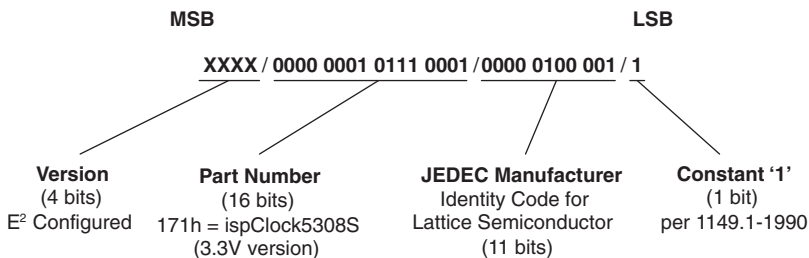 MSB LSB
XXXX / 0000 0001 0111 0001 / 0000 0100 001 / 1
Version
(4 bits)
E² Configured
Part Number
(16 bits)
171h = ispClock5308S
(3.3V version)
JEDEC Manufacturer
Identity Code for
Lattice Semiconductor
(11 bits)
Constant ‘1’
(1 bit)
per 1149.1-1990